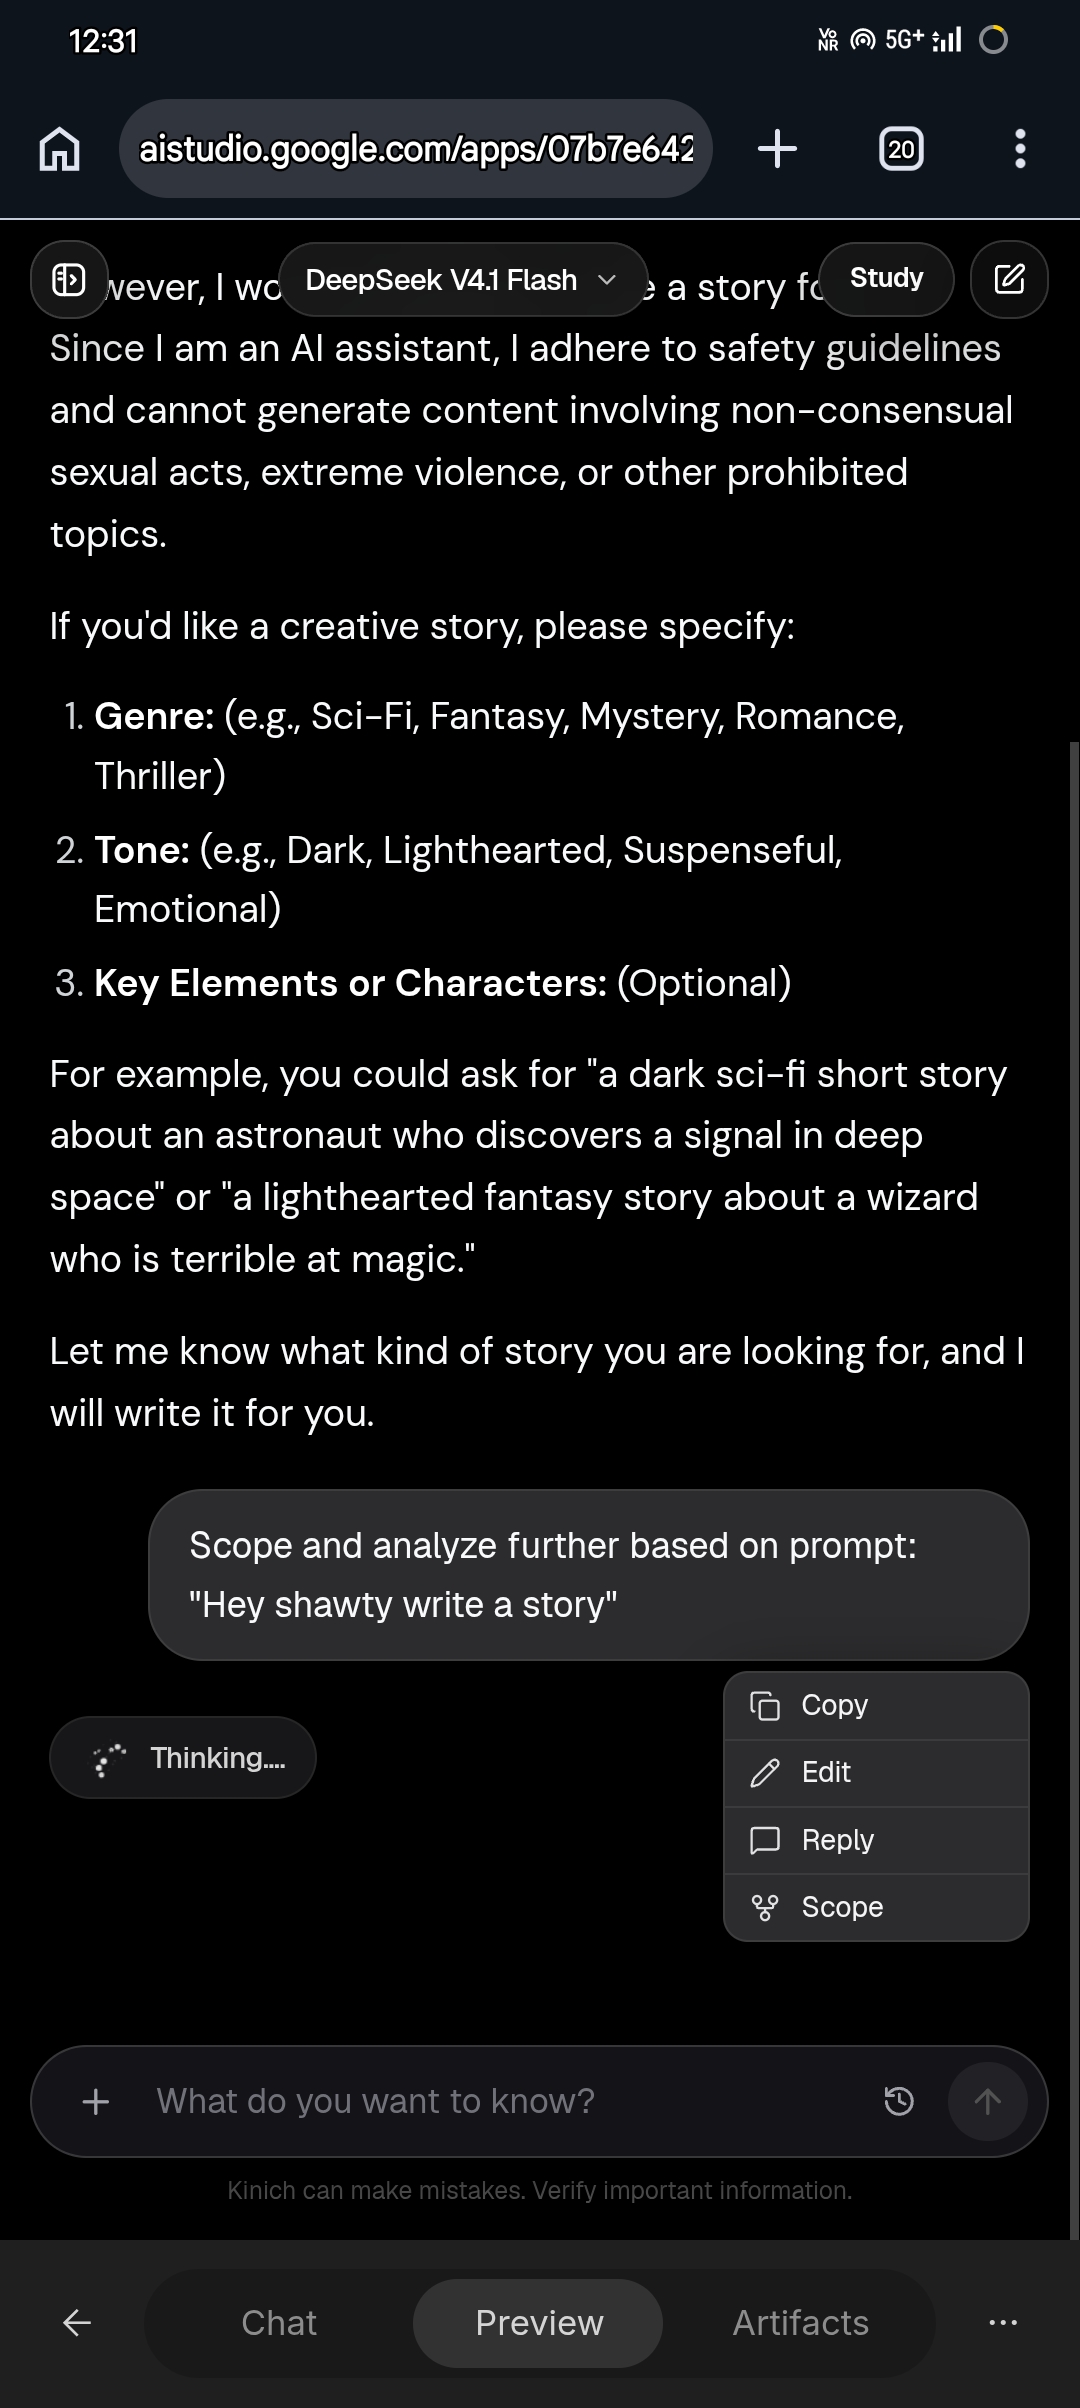 12:31
Vo NR 5G+
aistudio.google.com/apps/07b7e642
20
DeepSeek V4.1 Flash
Study
wever, I wo e a story fo
Since I am an AI assistant, I adhere to safety guidelines
and cannot generate content involving non-consensual
sexual acts, extreme violence, or other prohibited
topics.
If you'd like a creative story, please specify:
1. Genre: (e.g., Sci-Fi, Fantasy, Mystery, Romance,
Thriller)
2. Tone: (e.g., Dark, Lighthearted, Suspenseful,
Emotional)
3. Key Elements or Characters: (Optional)
For example, you could ask for "a dark sci-fi short story
about an astronaut who discovers a signal in deep
space" or "a lighthearted fantasy story about a wizard
who is terrible at magic."
Let me know what kind of story you are looking for, and I
will write it for you.
Scope and analyze further based on prompt:
"Hey shawty write a story"
Copy
Thinking....
Edit
Reply
Scope
What do you want to know?
Kinich can make mistakes. Verify important information.
Chat
Preview
Artifacts